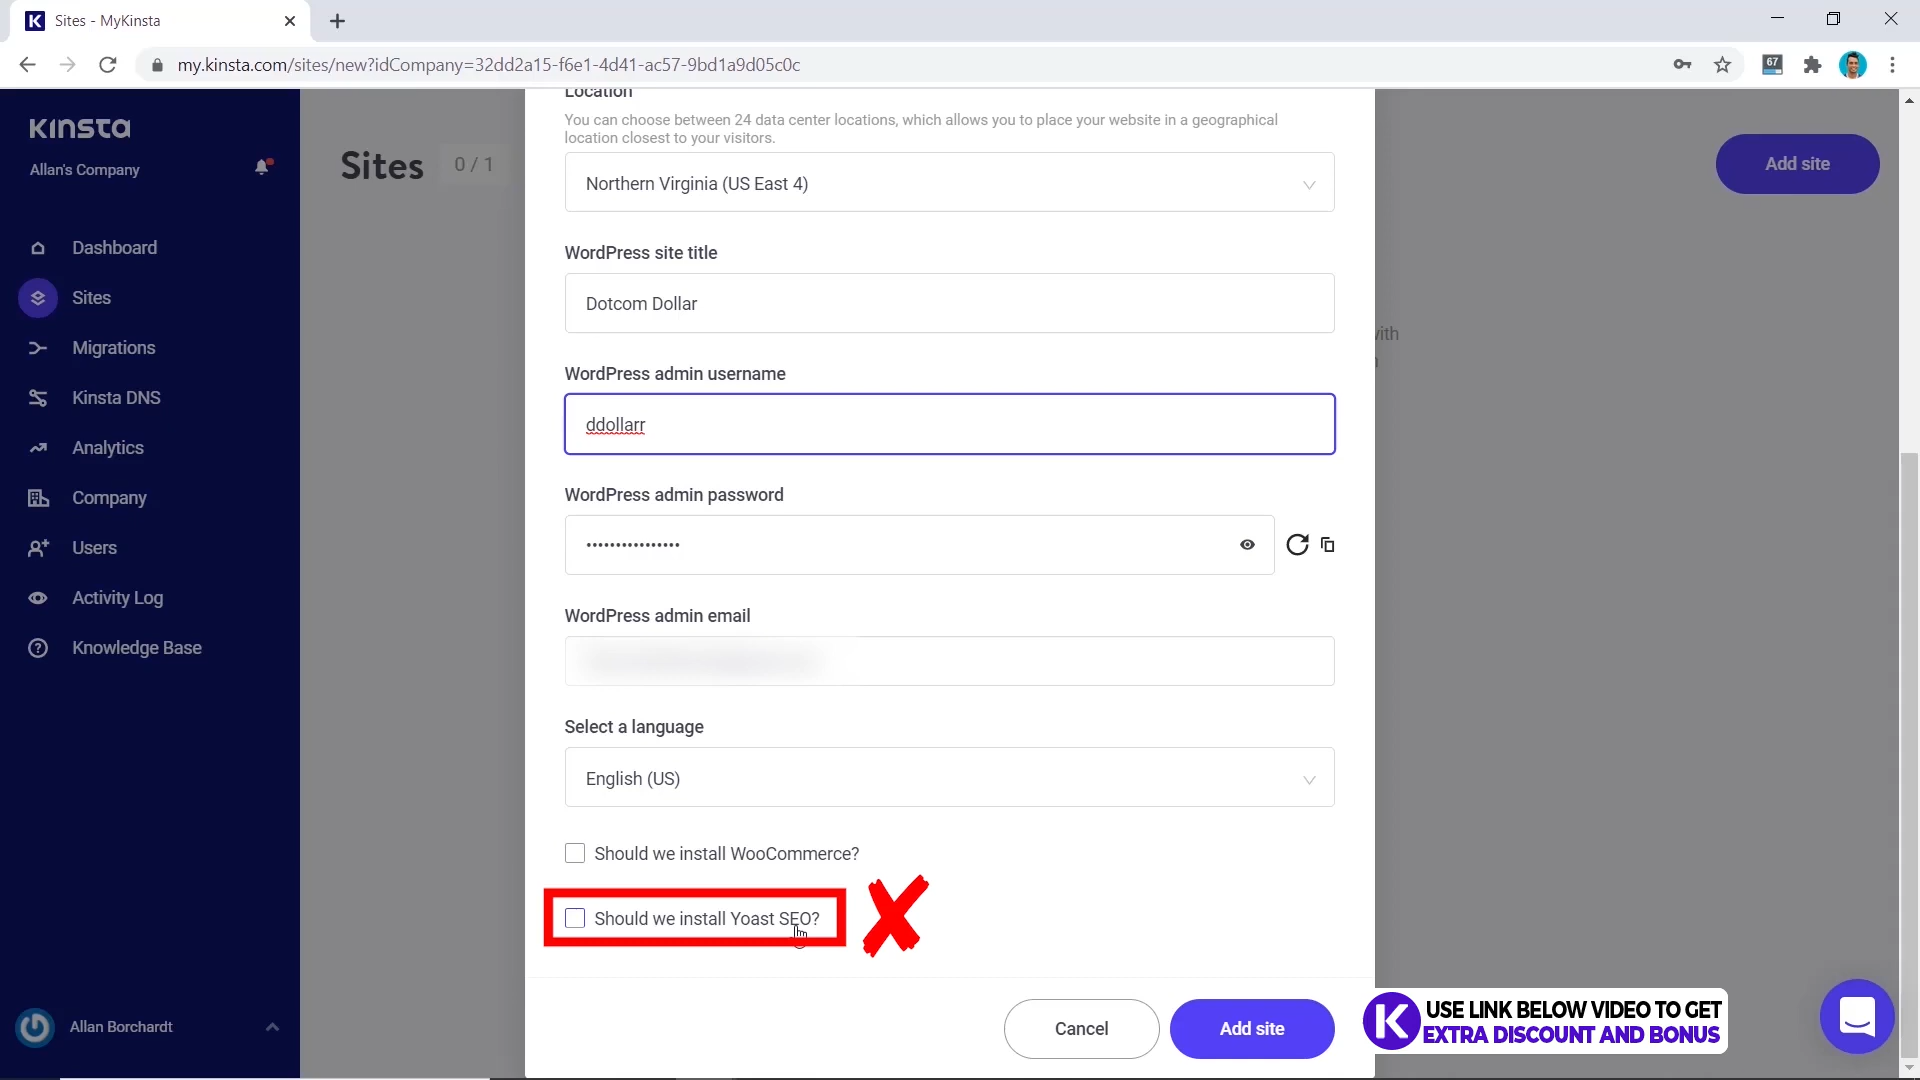 Sites - MyKinsta
my.kinsta.com/sites/new?idCompany=32dd2a15-f6e1-4d41-ac57-9bd1a9d05c0c
67
KINSTA
Allan's Company
Dashboard
Sites
Migrations
Kinsta DNS
Analytics
Company
Users
Activity Log
Knowledge Base
Allan Borchardt
Sites 0 / 1
Add site
with
Location
You can choose between 24 data center locations, which allows you to place your website in a geographical
location closest to your visitors.
Northern Virginia (US East 4)
WordPress site title
Dotcom Dollar
WordPress admin username
ddollarr
WordPress admin password
••••••••••••••••
WordPress admin email
Select a language
English (US)
Should we install WooCommerce?
Should we install Yoast SEO?
Cancel
Add site
K USE LINK BELOW VIDEO TO GET
EXTRA DISCOUNT AND BONUS